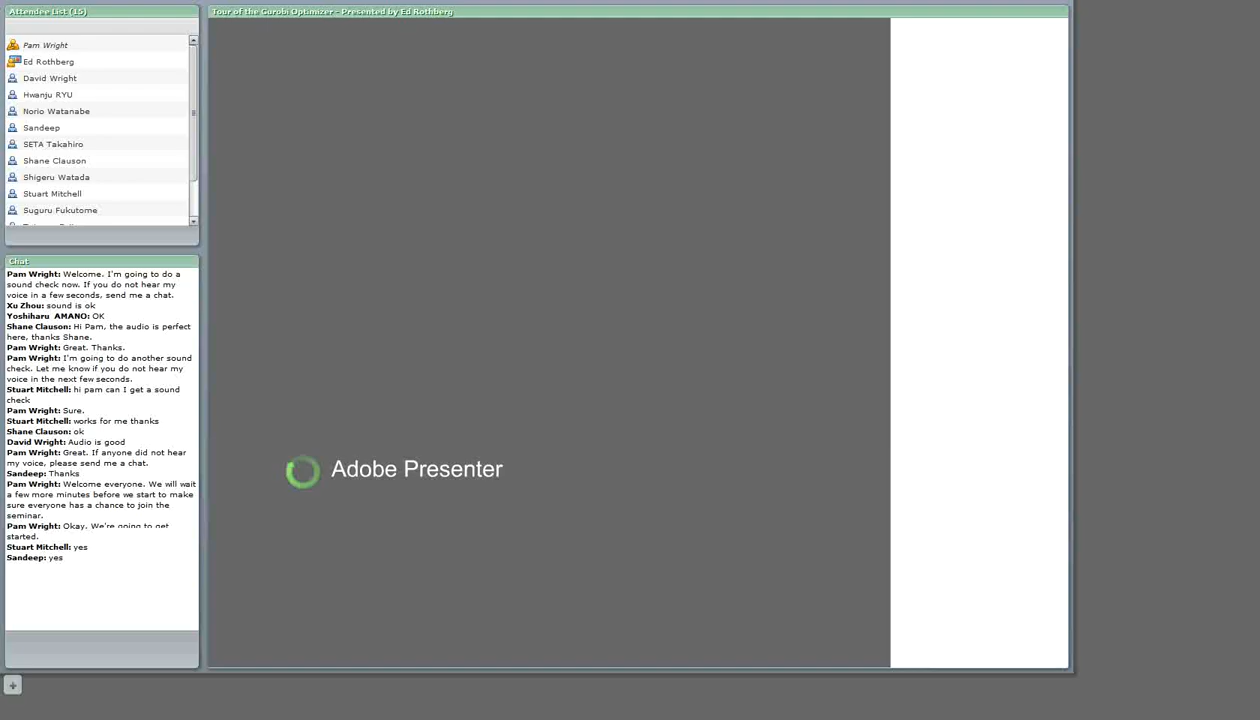 Attendee List (15)
Pam Wright
Ed Rothberg
David Wright
Hwanju RYU
Norio Watanabe
Sandeep
SETA Takahiro
Shane Clauson
Shigeru Watada
Stuart Mitchell
Suguru Fukutome
Chat
Pam Wright: Welcome. I'm going to do a
sound check now. If you do not hear my
voice in a few seconds, send me a chat.
Xu Zhou: sound is ok
Yoshiharu AMANO: OK
Shane Clauson: Hi Pam, the audio is perfect
here, thanks Shane.
Pam Wright: Great. Thanks.
Pam Wright: I'm going to do another sound
check. Let me know if you do not hear my
voice in the next few seconds.
Stuart Mitchell: hi pam can I get a sound
check
Pam Wright: Sure.
Stuart Mitchell: works for me thanks
Shane Clauson: ok
David Wright: Audio is good
Pam Wright: Great. If anyone did not hear
my voice, please send me a chat.
Sandeep: Thanks
Pam Wright: Welcome everyone. We will wait
a few more minutes before we start to make
sure everyone has a chance to join the
seminar.
Pam Wright: Okay. We're going to get
started.
Stuart Mitchell: yes
Sandeep: yes
Tour of the Gurobi Optimizer - Presented by Ed Rothberg
Adobe Presenter